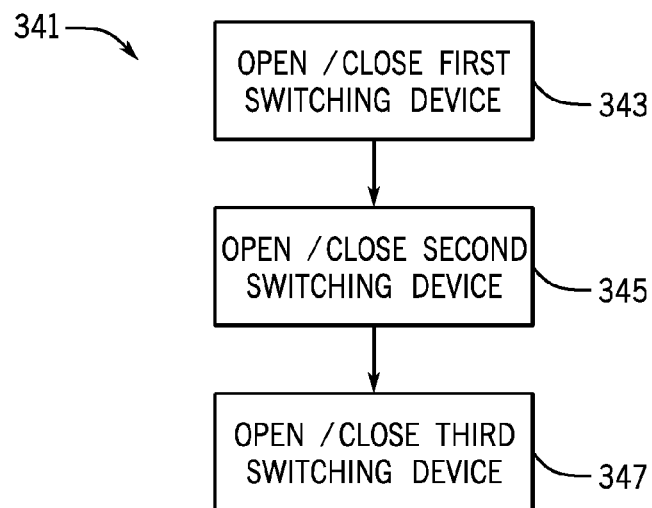 341
OPEN /CLOSE FIRST
SWITCHING DEVICE
343
OPEN /CLOSE SECOND
SWITCHING DEVICE
345
OPEN /CLOSE THIRD
SWITCHING DEVICE
347